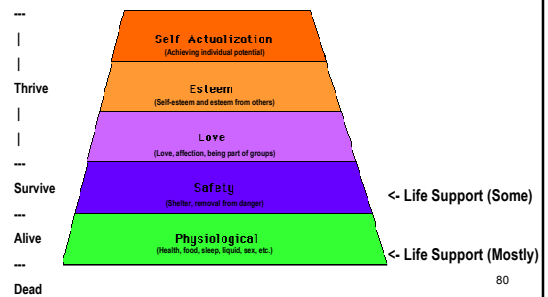 ---
|
|
Thrive
|
|
---
Survive
---
Alive
---
Dead
Self Actualization
(Achieving individual potential)
Esteem
(Self-esteem and esteem from others)
Love
(Love, affection, being part of groups)
Safety
(Shelter, removal from danger)
Physiological
(Health, food, sleep, liquid, sex, etc.)
<- Life Support (Some)
<- Life Support (Mostly)
80